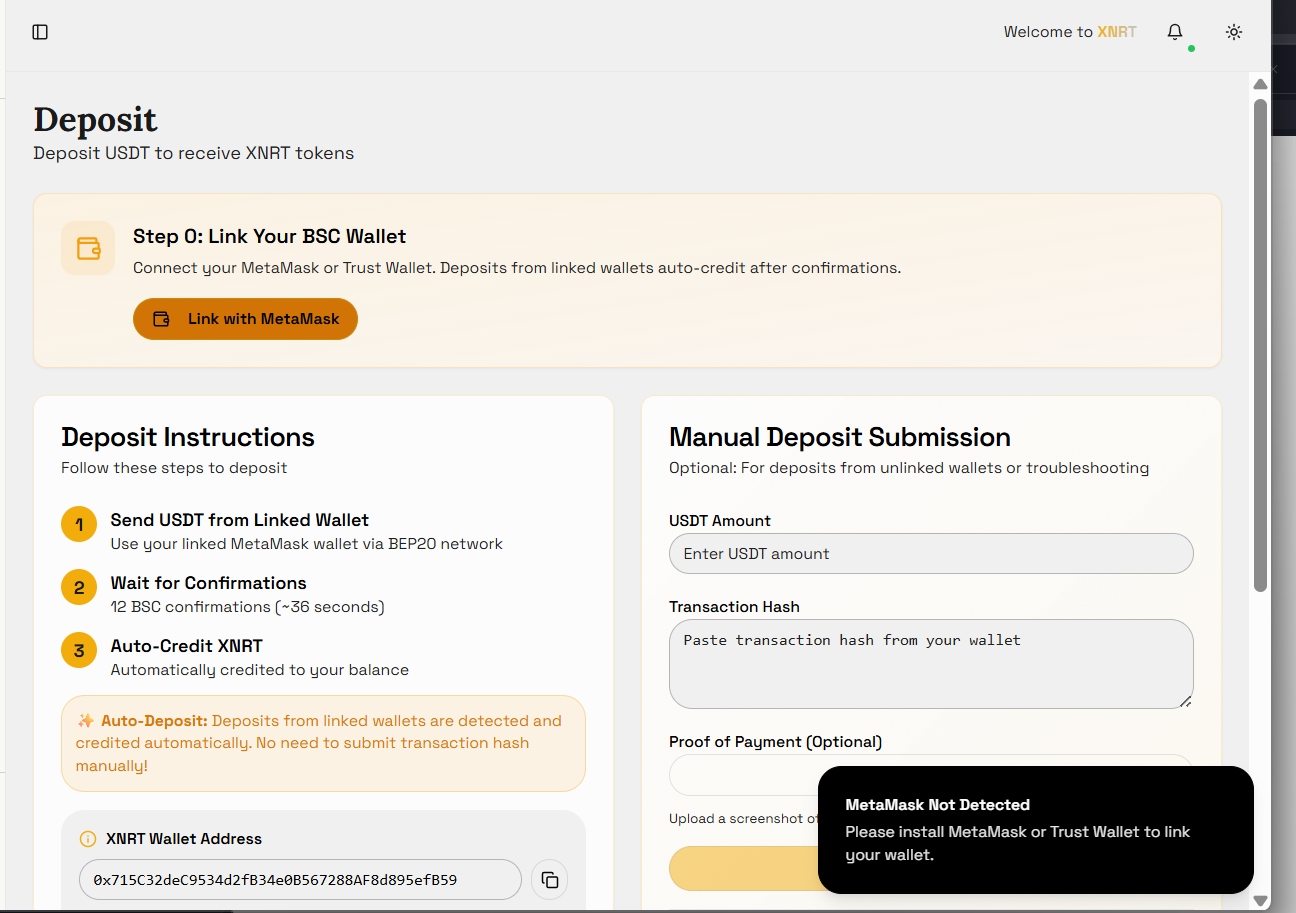 Welcome to XNRT
Deposit
Deposit USDT to receive XNRT tokens
Step 0: Link Your BSC Wallet
Connect your MetaMask or Trust Wallet. Deposits from linked wallets auto-credit after confirmations.
Link with MetaMask
Deposit Instructions
Follow these steps to deposit
1
Send USDT from Linked Wallet
Use your linked MetaMask wallet via BEP20 network
2
Wait for Confirmations
12 BSC confirmations (~36 seconds)
3
Auto-Credit XNRT
Automatically credited to your balance
✨ Auto-Deposit: Deposits from linked wallets are detected and
credited automatically. No need to submit transaction hash
manually!
XNRT Wallet Address
0x715C32deC9534d2fB34e0B567288AF8d895efB59
Manual Deposit Submission
Optional: For deposits from unlinked wallets or troubleshooting
USDT Amount
Enter USDT amount
Transaction Hash
Paste transaction hash from your wallet
Proof of Payment (Optional)
Upload a screenshot
MetaMask Not Detected
Please install MetaMask or Trust Wallet to link
your wallet.